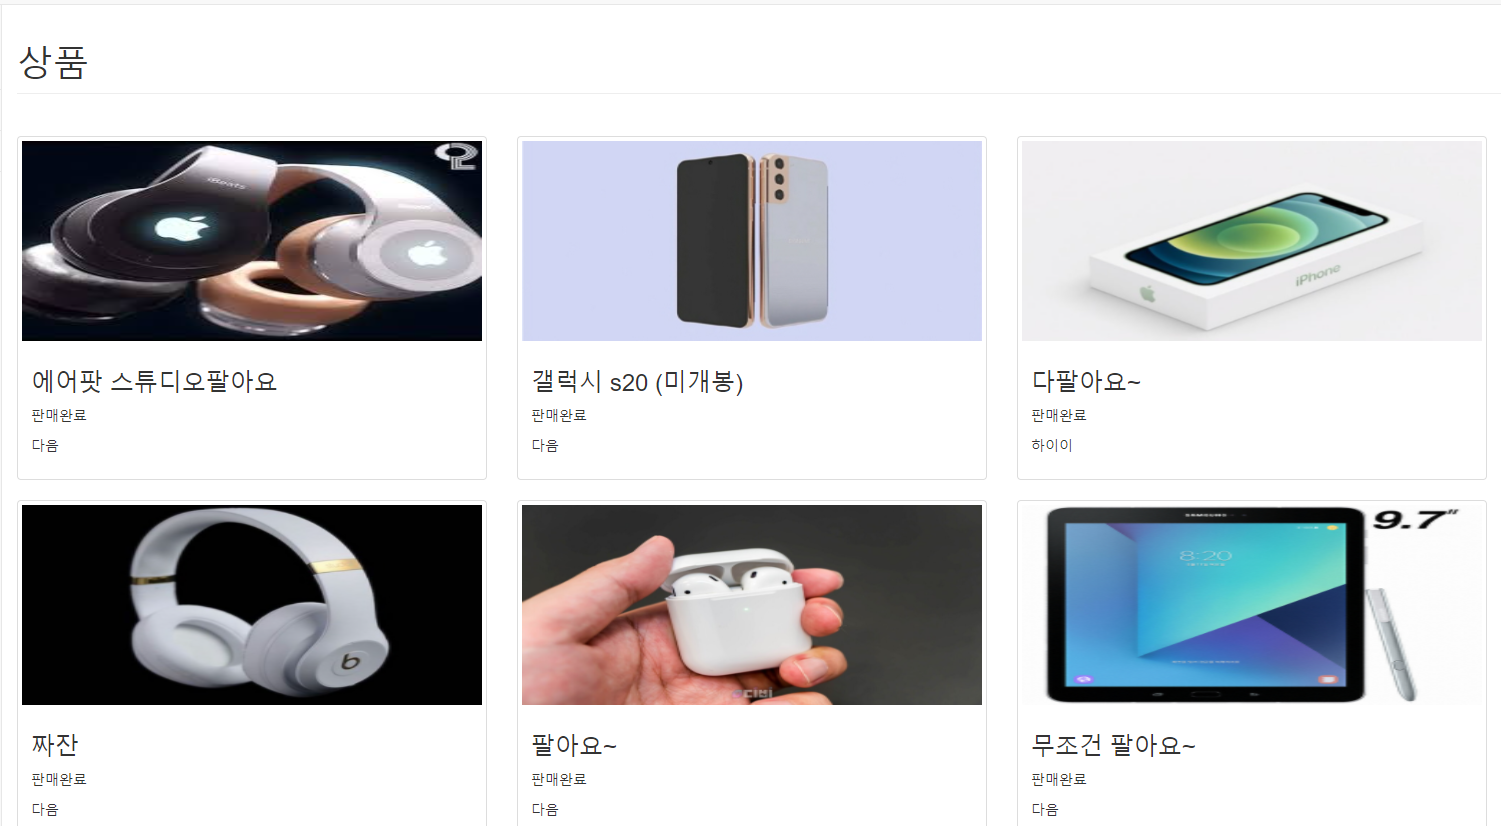 상품
Beats
에어팟 스튜디오팔아요
판매완료
다음
갤럭시 s20 (미개봉)
판매완료
다음
iPhone
다팔아요~
판매완료
하이이
짜잔
판매완료
다음
팔아요~
판매완료
다음
SAMSUNG
9.7"
8:20
무조건 팔아요~
판매완료
다음